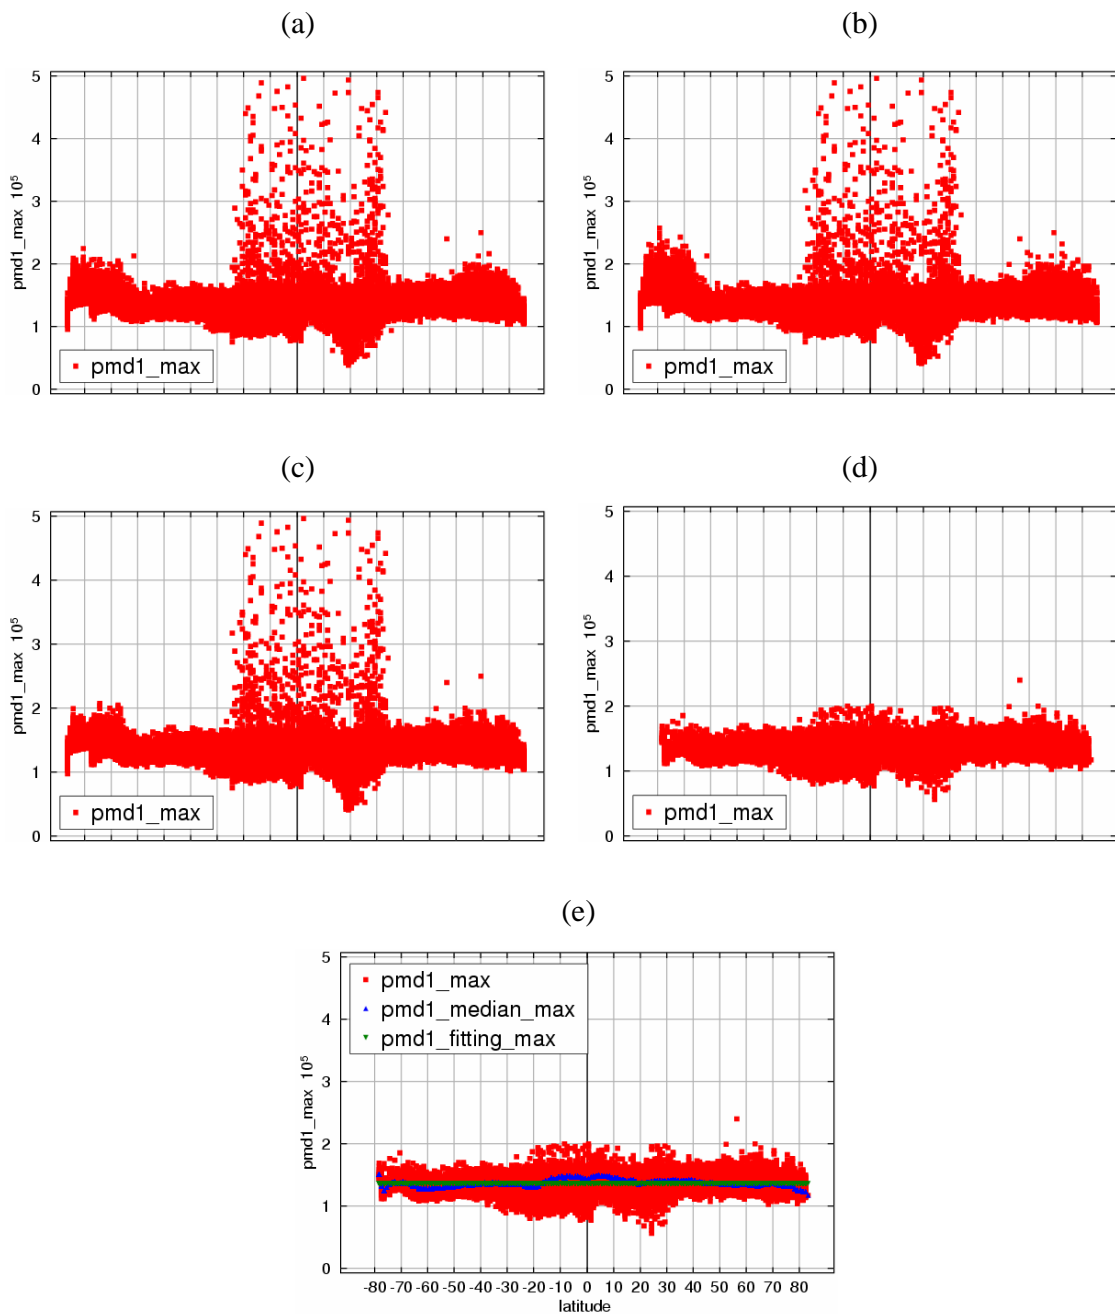 (a)
(b)
5
4
3
2
1
0
pmd1_max 10⁵
pmd1_max
5
4
3
2
1
0
pmd1_max 10⁵
pmd1_max
(c)
(d)
5
4
3
2
1
0
pmd1_max 10⁵
pmd1_max
5
4
3
2
1
0
pmd1_max 10⁵
pmd1_max
(e)
5
4
3
2
1
0
pmd1_max 10⁵
pmd1_max
pmd1_median_max
pmd1_fitting_max
-80 -70 -60 -50 -40 -30 -20 -10 0 10 20 30 40 50 60 70 80
latitude